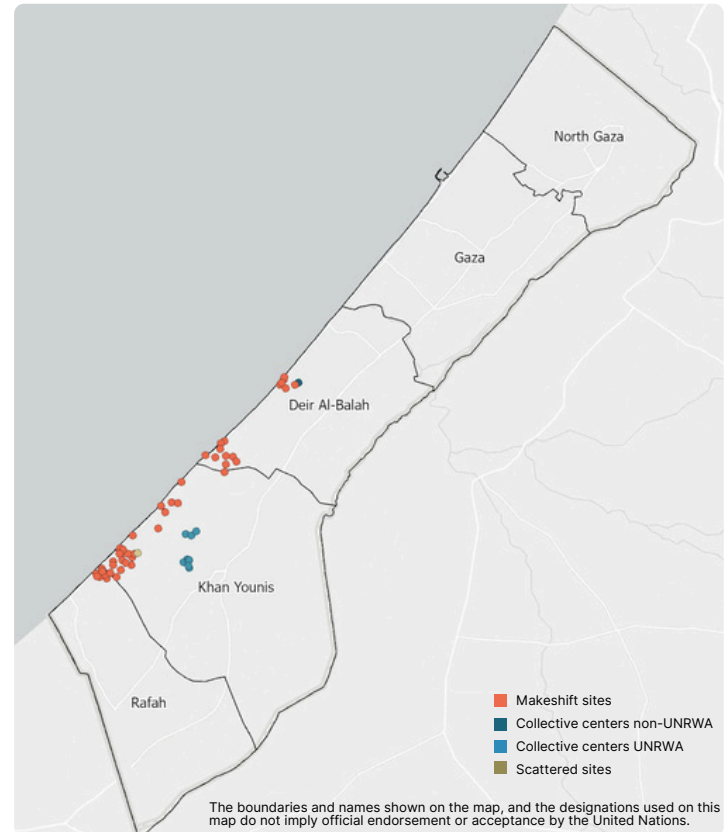 North Gaza
Gaza
Deir Al-Balah
Khan Younis
Rafah
Makeshift sites
Collective centers non-UNRWA
Collective centers UNRWA
Scattered sites
The boundaries and names shown on the map, and the designations used on this
map do not imply official endorsement or acceptance by the United Nations.